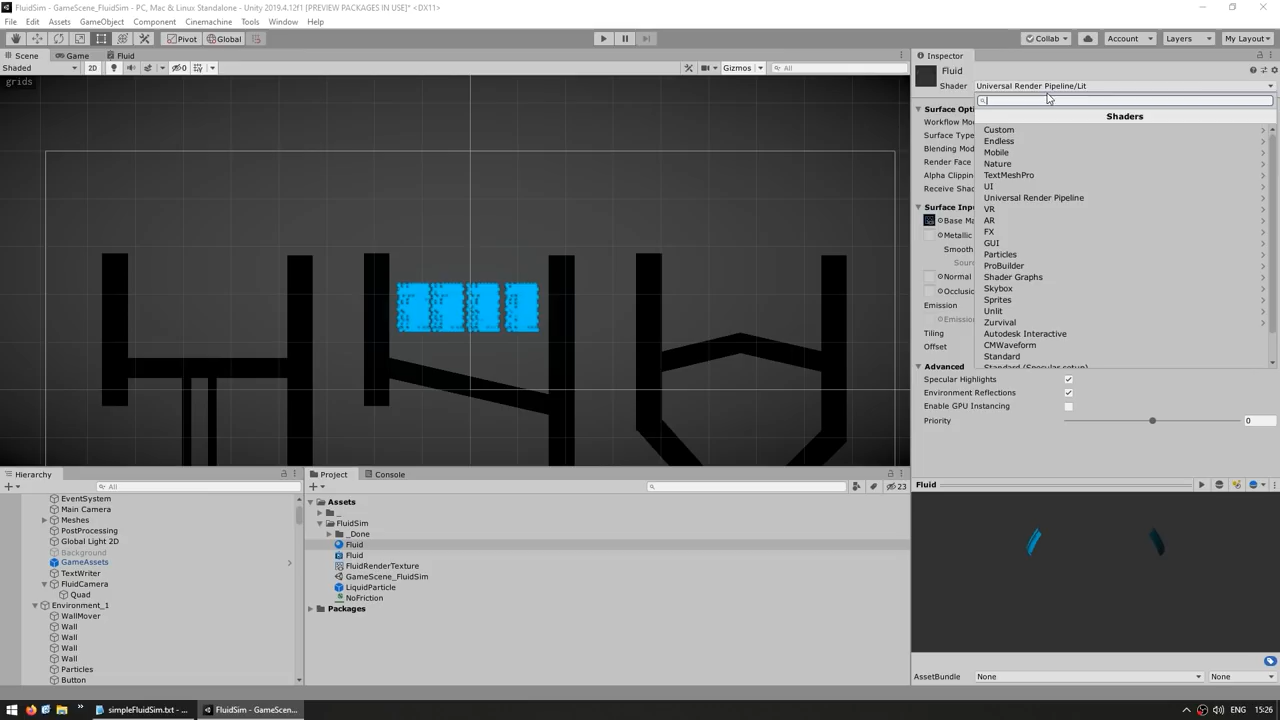 FluidSim - GameScene_FluidSim - PC, Mac & Linux Standalone - Unity 2019.4.12f1 [PREVIEW PACKAGES IN USE]* <DX11>
File Edit Assets GameObject Component Cinemachine Tools Window Help
Pivot Global Collab Account Layers My Layout
Scene Game Fluid
Shaded 2D 0 Gizmos All
grids
Inspector
Fluid
Shader Universal Render Pipeline/Lit
Shaders
Custom
Endless
Mobile
Nature
TextMeshPro
UI
Universal Render Pipeline
VR
AR
FX
GUI
Particles
ProBuilder
Shader Graphs
Skybox
Sprites
Unlit
Zurvival
Autodesk Interactive
CMWaveform
Standard
Standard (Specular setup)
Surface Opti
Workflow Mo
Surface Type
Blending Mod
Render Face
Alpha Clippin
Receive Shad
Surface Inpu
Base Ma
Metallic
Smooth
Sourc
Normal
Occlusio
Emission
Emissio
Tiling
Offset
Advanced
Specular Highlights
Environment Reflections
Enable GPU Instancing
Priority 0
Fluid
AssetBundle None None
Hierarchy
All
EventSystem
Main Camera
Meshes
PostProcessing
Global Light 2D
Background
GameAssets
TextWriter
FluidCamera
Quad
Environment_1
WallMover
Wall
Wall
Wall
Wall
Particles
Button
Project Console
23
Assets
_
FluidSim
_Done
Fluid
Fluid
FluidRenderTexture
GameScene_FluidSim
LiquidParticle
NoFriction
Packages
simpleFluidSim.txt - ... FluidSim - GameScen... ENG 15:26